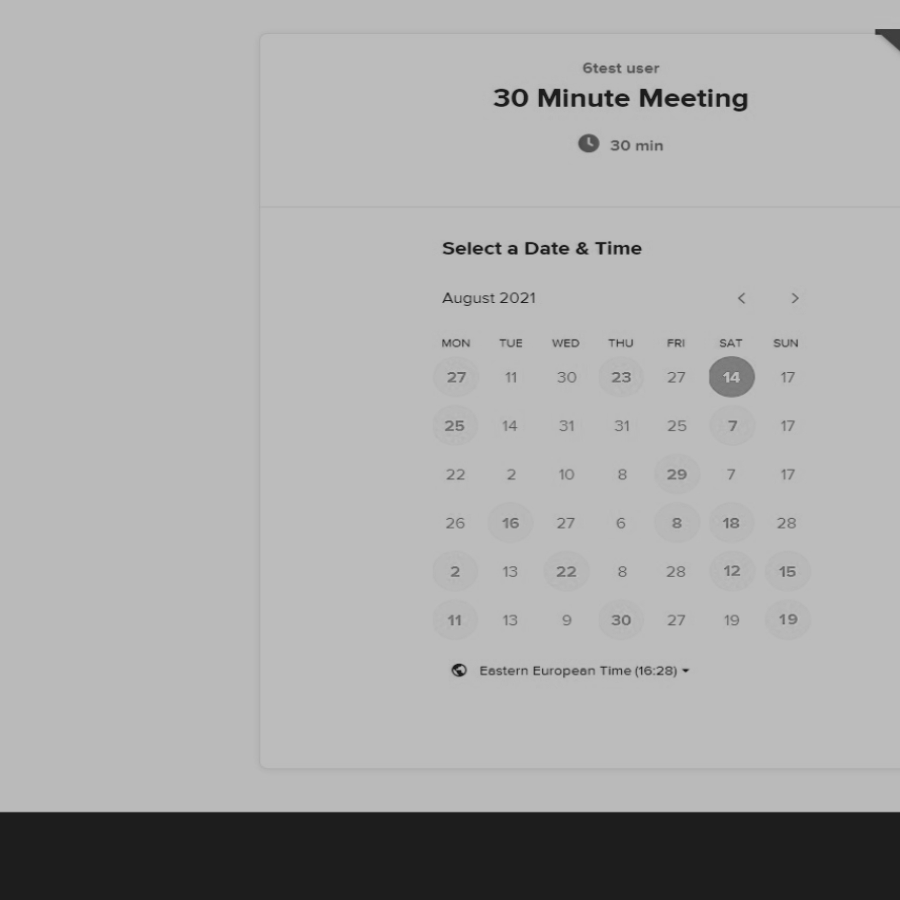 6test user
30 Minute Meeting
30 min
Select a Date & Time
August 2021
MON TUE WED THU FRI SAT SUN
27 11 30 23 27 14 17
25 14 31 31 25 7 17
22 2 10 8 29 7 17
26 16 27 6 8 18 28
2 13 22 8 28 12 15
11 13 9 30 27 19 19
Eastern European Time (16:28)